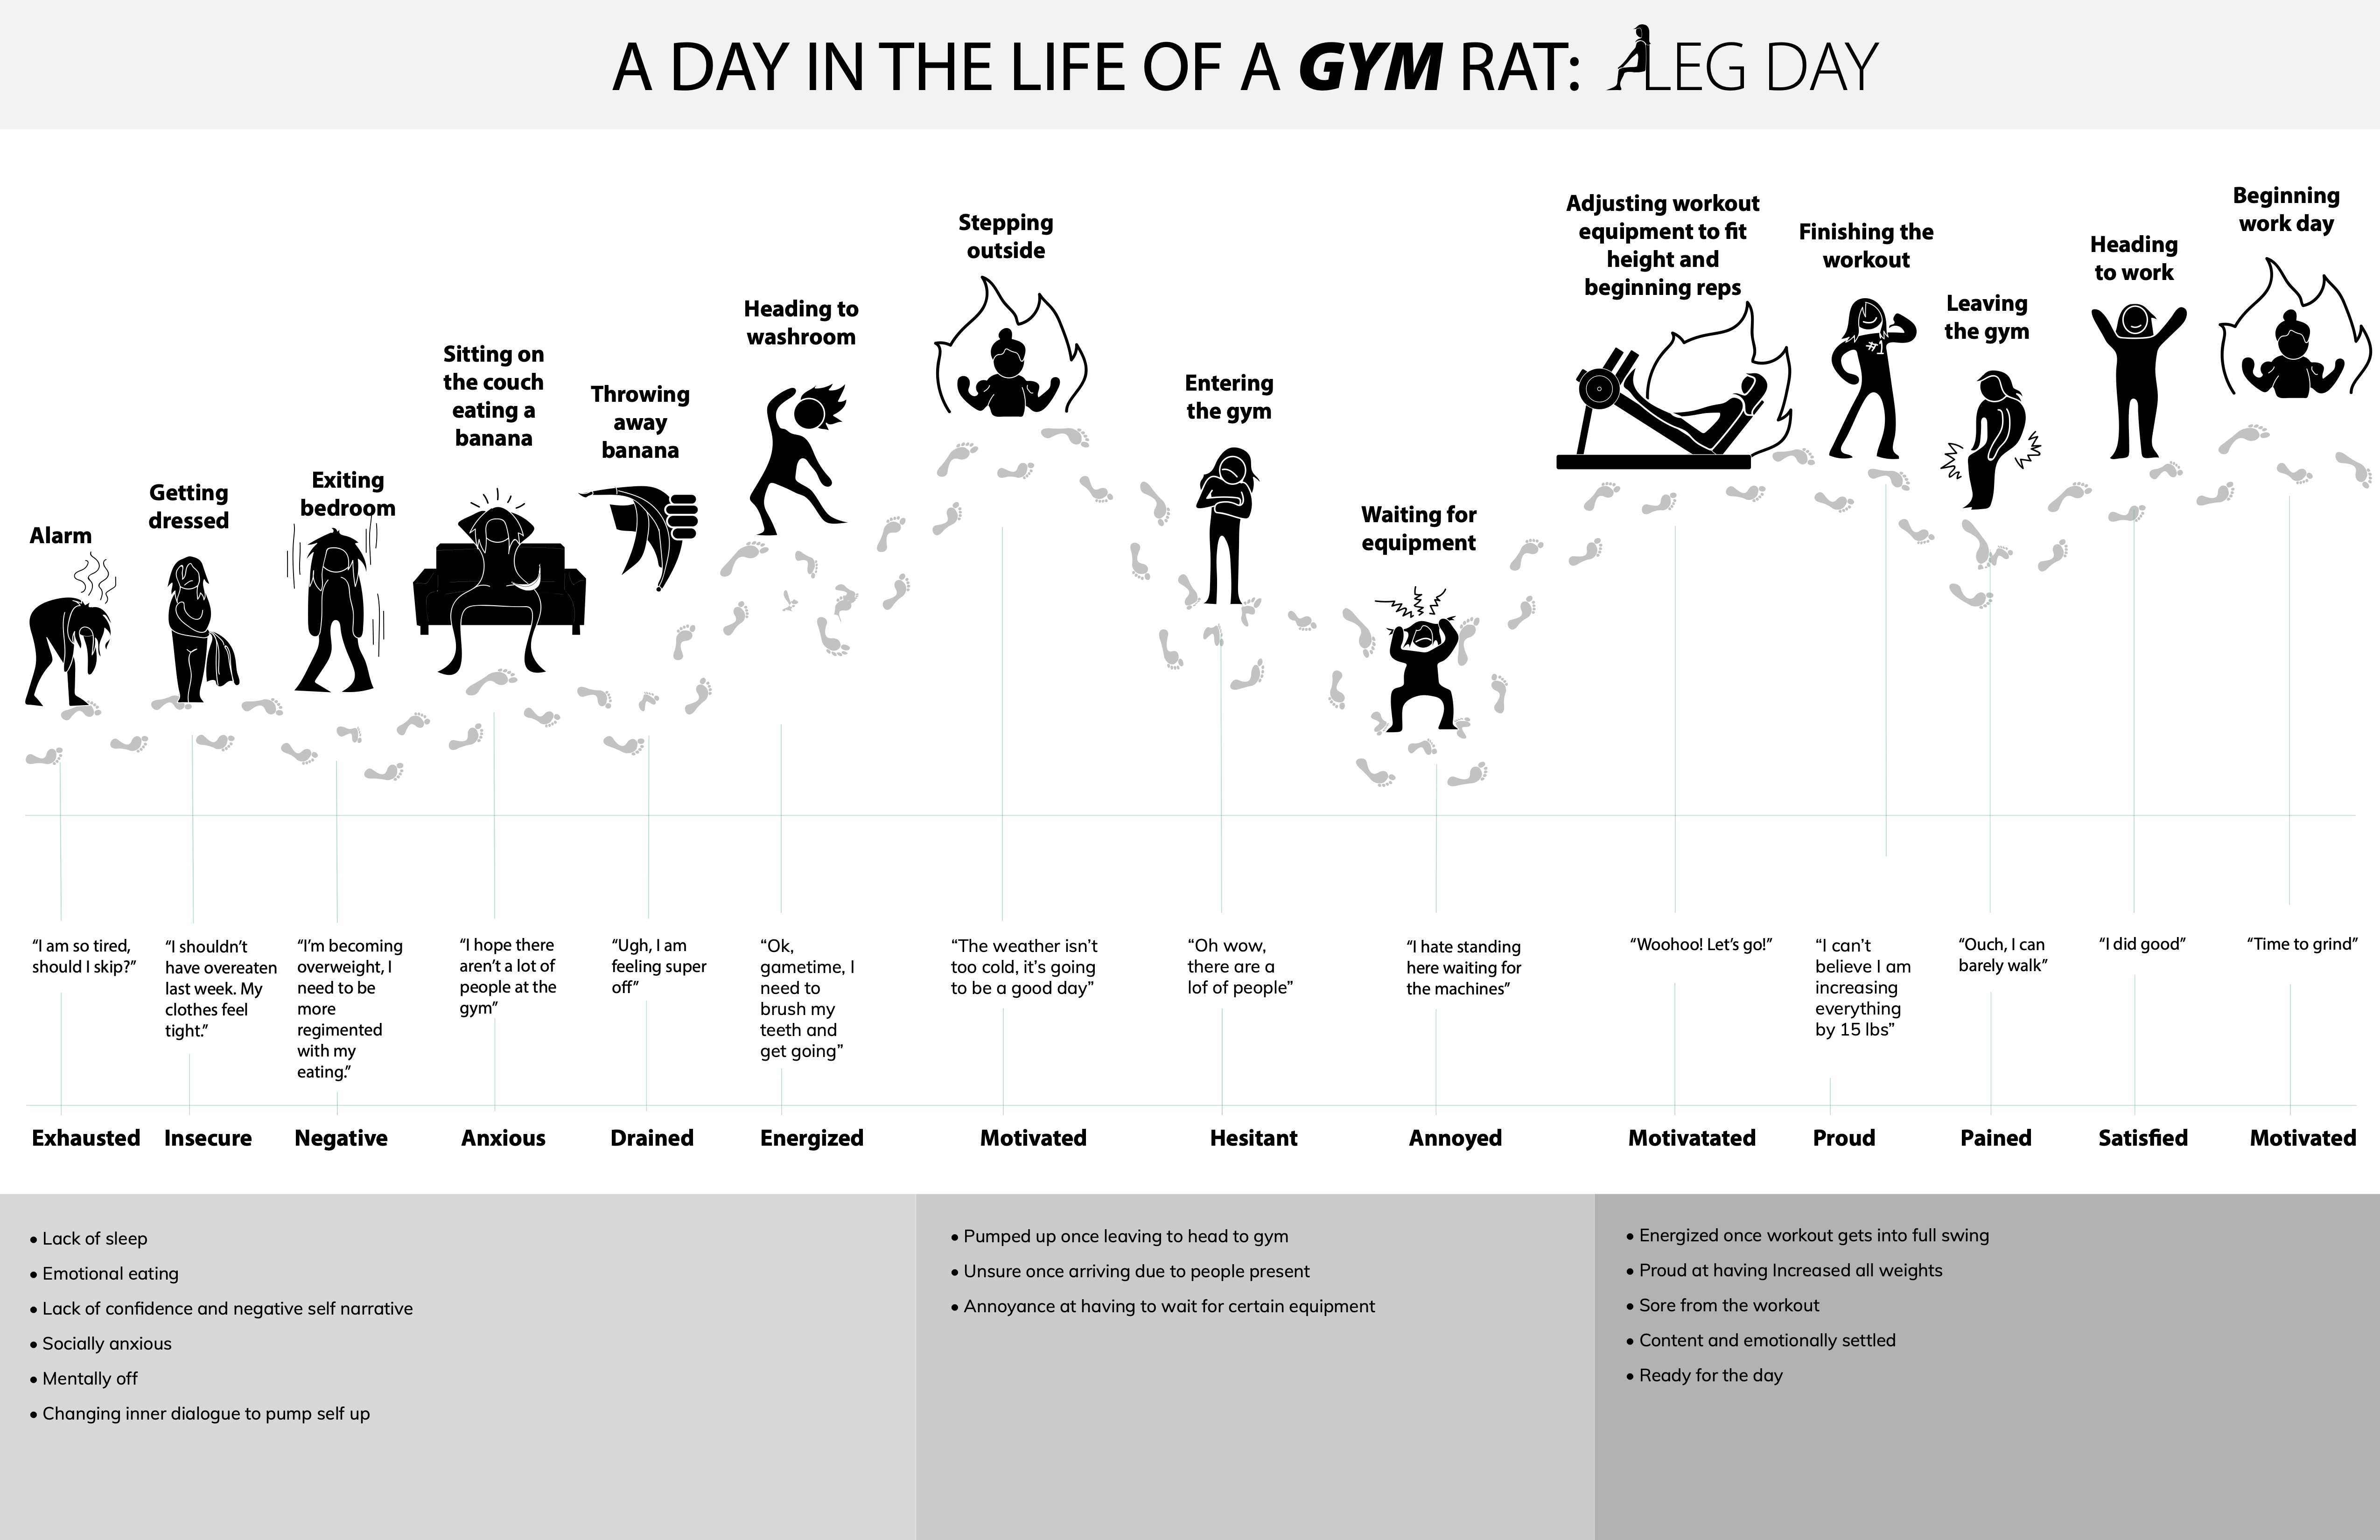 A DAY IN THE LIFE OF A GYM RAT: LEG DAY
Alarm
Getting
dressed
Exiting
bedroom
Sitting on
the couch
eating a
banana
Throwing
away
banana
Heading to
washroom
Stepping
outside
Entering
the gym
Waiting for
equipment
Adjusting workout
equipment to fit
height and
beginning reps
Finishing the
workout
#1
Leaving
the gym
Heading
to work
Beginning
work day
“I am so tired,
should I skip?”
“I shouldn’t
have overeaten
last week. My
clothes feel
tight.”
“I’m becoming
overweight, I
need to be
more
regimented
with my
eating.”
“I hope there
aren’t a lot of
people at the
gym”
“Ugh, I am
feeling super
off”
“Ok,
gametime, I
need to
brush my
teeth and
get going”
“The weather isn’t
too cold, it’s going
to be a good day”
“Oh wow,
there are a
lof of people”
“I hate standing
here waiting for
the machines”
“Woohoo! Let’s go!”
“I can’t
believe I am
increasing
everything
by 15 lbs”
“Ouch, I can
barely walk”
“I did good”
“Time to grind”
Exhausted
Insecure
Negative
Anxious
Drained
Energized
Motivated
Hesitant
Annoyed
Motivatated
Proud
Pained
Satisfied
Motivated
• Lack of sleep
• Emotional eating
• Lack of confidence and negative self narrative
• Socially anxious
• Mentally off
• Changing inner dialogue to pump self up
• Pumped up once leaving to head to gym
• Unsure once arriving due to people present
• Annoyance at having to wait for certain equipment
• Energized once workout gets into full swing
• Proud at having Increased all weights
• Sore from the workout
• Content and emotionally settled
• Ready for the day